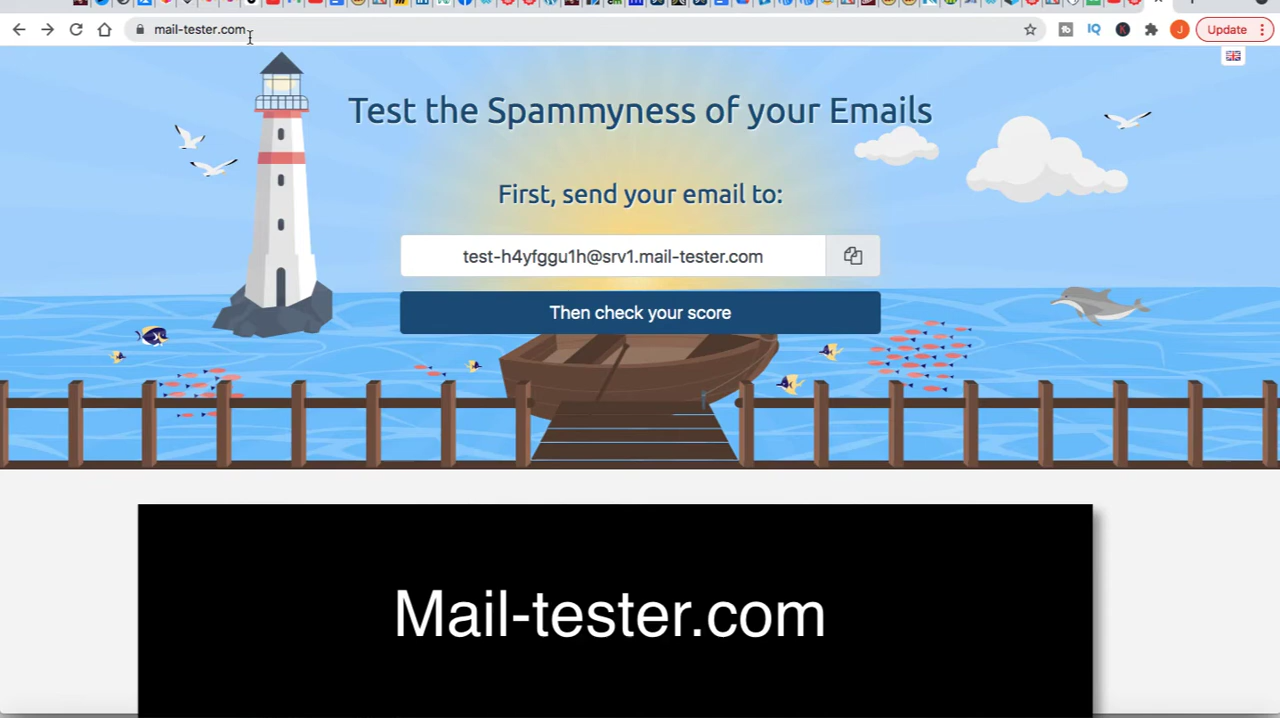 mail-tester.com
Update
Test the Spammyness of your Emails
First, send your email to:
test-h4yfggu1h@srv1.mail-tester.com
Then check your score
Mail-tester.com